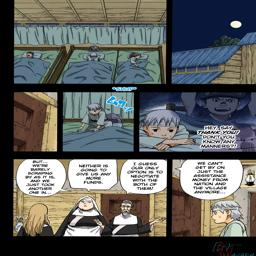 HEY, SAY
THANK YOU!
DON'T YOU
KNOW ANY
MANNERS?!
WE CAN'T
GET BY ON
JUST THE
ASSISTANCE
MONEY FROM
NATION AND
THE VILLAGE
ANYMORE...
I GUESS
OUR ONLY
OPTION IS TO
NEGOTIATE
WITH THE
BOTH OF
THEM!
NEITHER IS
GOING TO
GIVE US ANY
MORE
FUNDS.
BUT...
WE'RE
BARELY
SCRAPING
BY AS IT
IS, AND WE
JUST TOOK
ANOTHER
ONE IN...